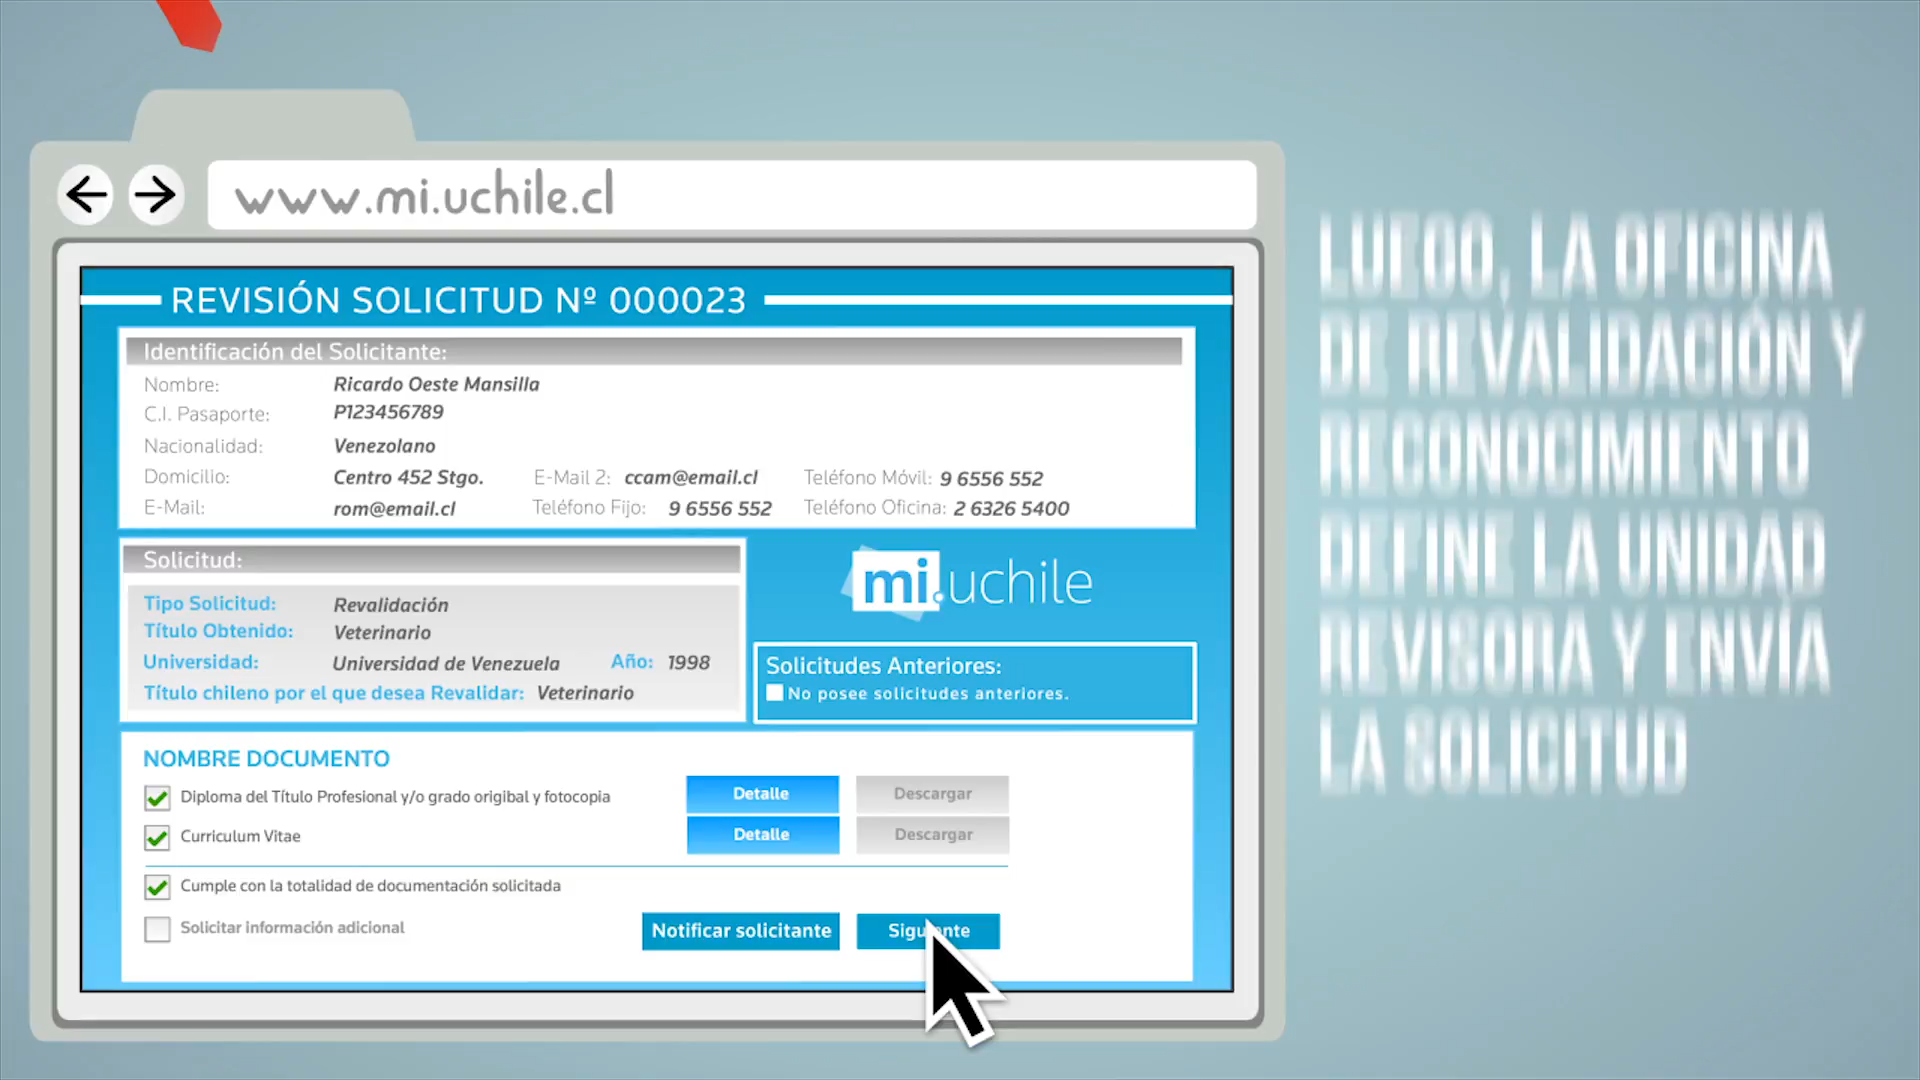 www.mi.uchile.cl
REVISIÓN SOLICITUD Nº 000023
Identificación del Solicitante:
Nombre: Ricardo Oeste Mansilla
C.I. Pasaporte: P123456789
Nacionalidad: Venezolano
Domicilio: Centro 452 Stgo. E-Mail 2: ccam@email.cl Teléfono Móvil: 9 6556 552
E-Mail: rom@email.cl Teléfono Fijo: 9 6556 552 Teléfono Oficina: 2 6326 5400
Solicitud:
Tipo Solicitud: Revalidación
Título Obtenido: Veterinario
Universidad: Universidad de Venezuela Año: 1998
Título chileno por el que desea Revalidar: Veterinario
mi.uchile
Solicitudes Anteriores:
No posee solicitudes anteriores.
NOMBRE DOCUMENTO
Diploma del Título Profesional y/o grado origibal y fotocopia Detalle Descargar
Curriculum Vitae Detalle Descargar
Cumple con la totalidad de documentación solicitada
Solicitar información adicional Notificar solicitante Siguiente
LUEGO, LA OFICINA
DE REVALIDACIÓN Y
RECONOCIMIENTO
DEFINE LA UNIDAD
REVISORA Y ENVÍA
LA SOLICITUD